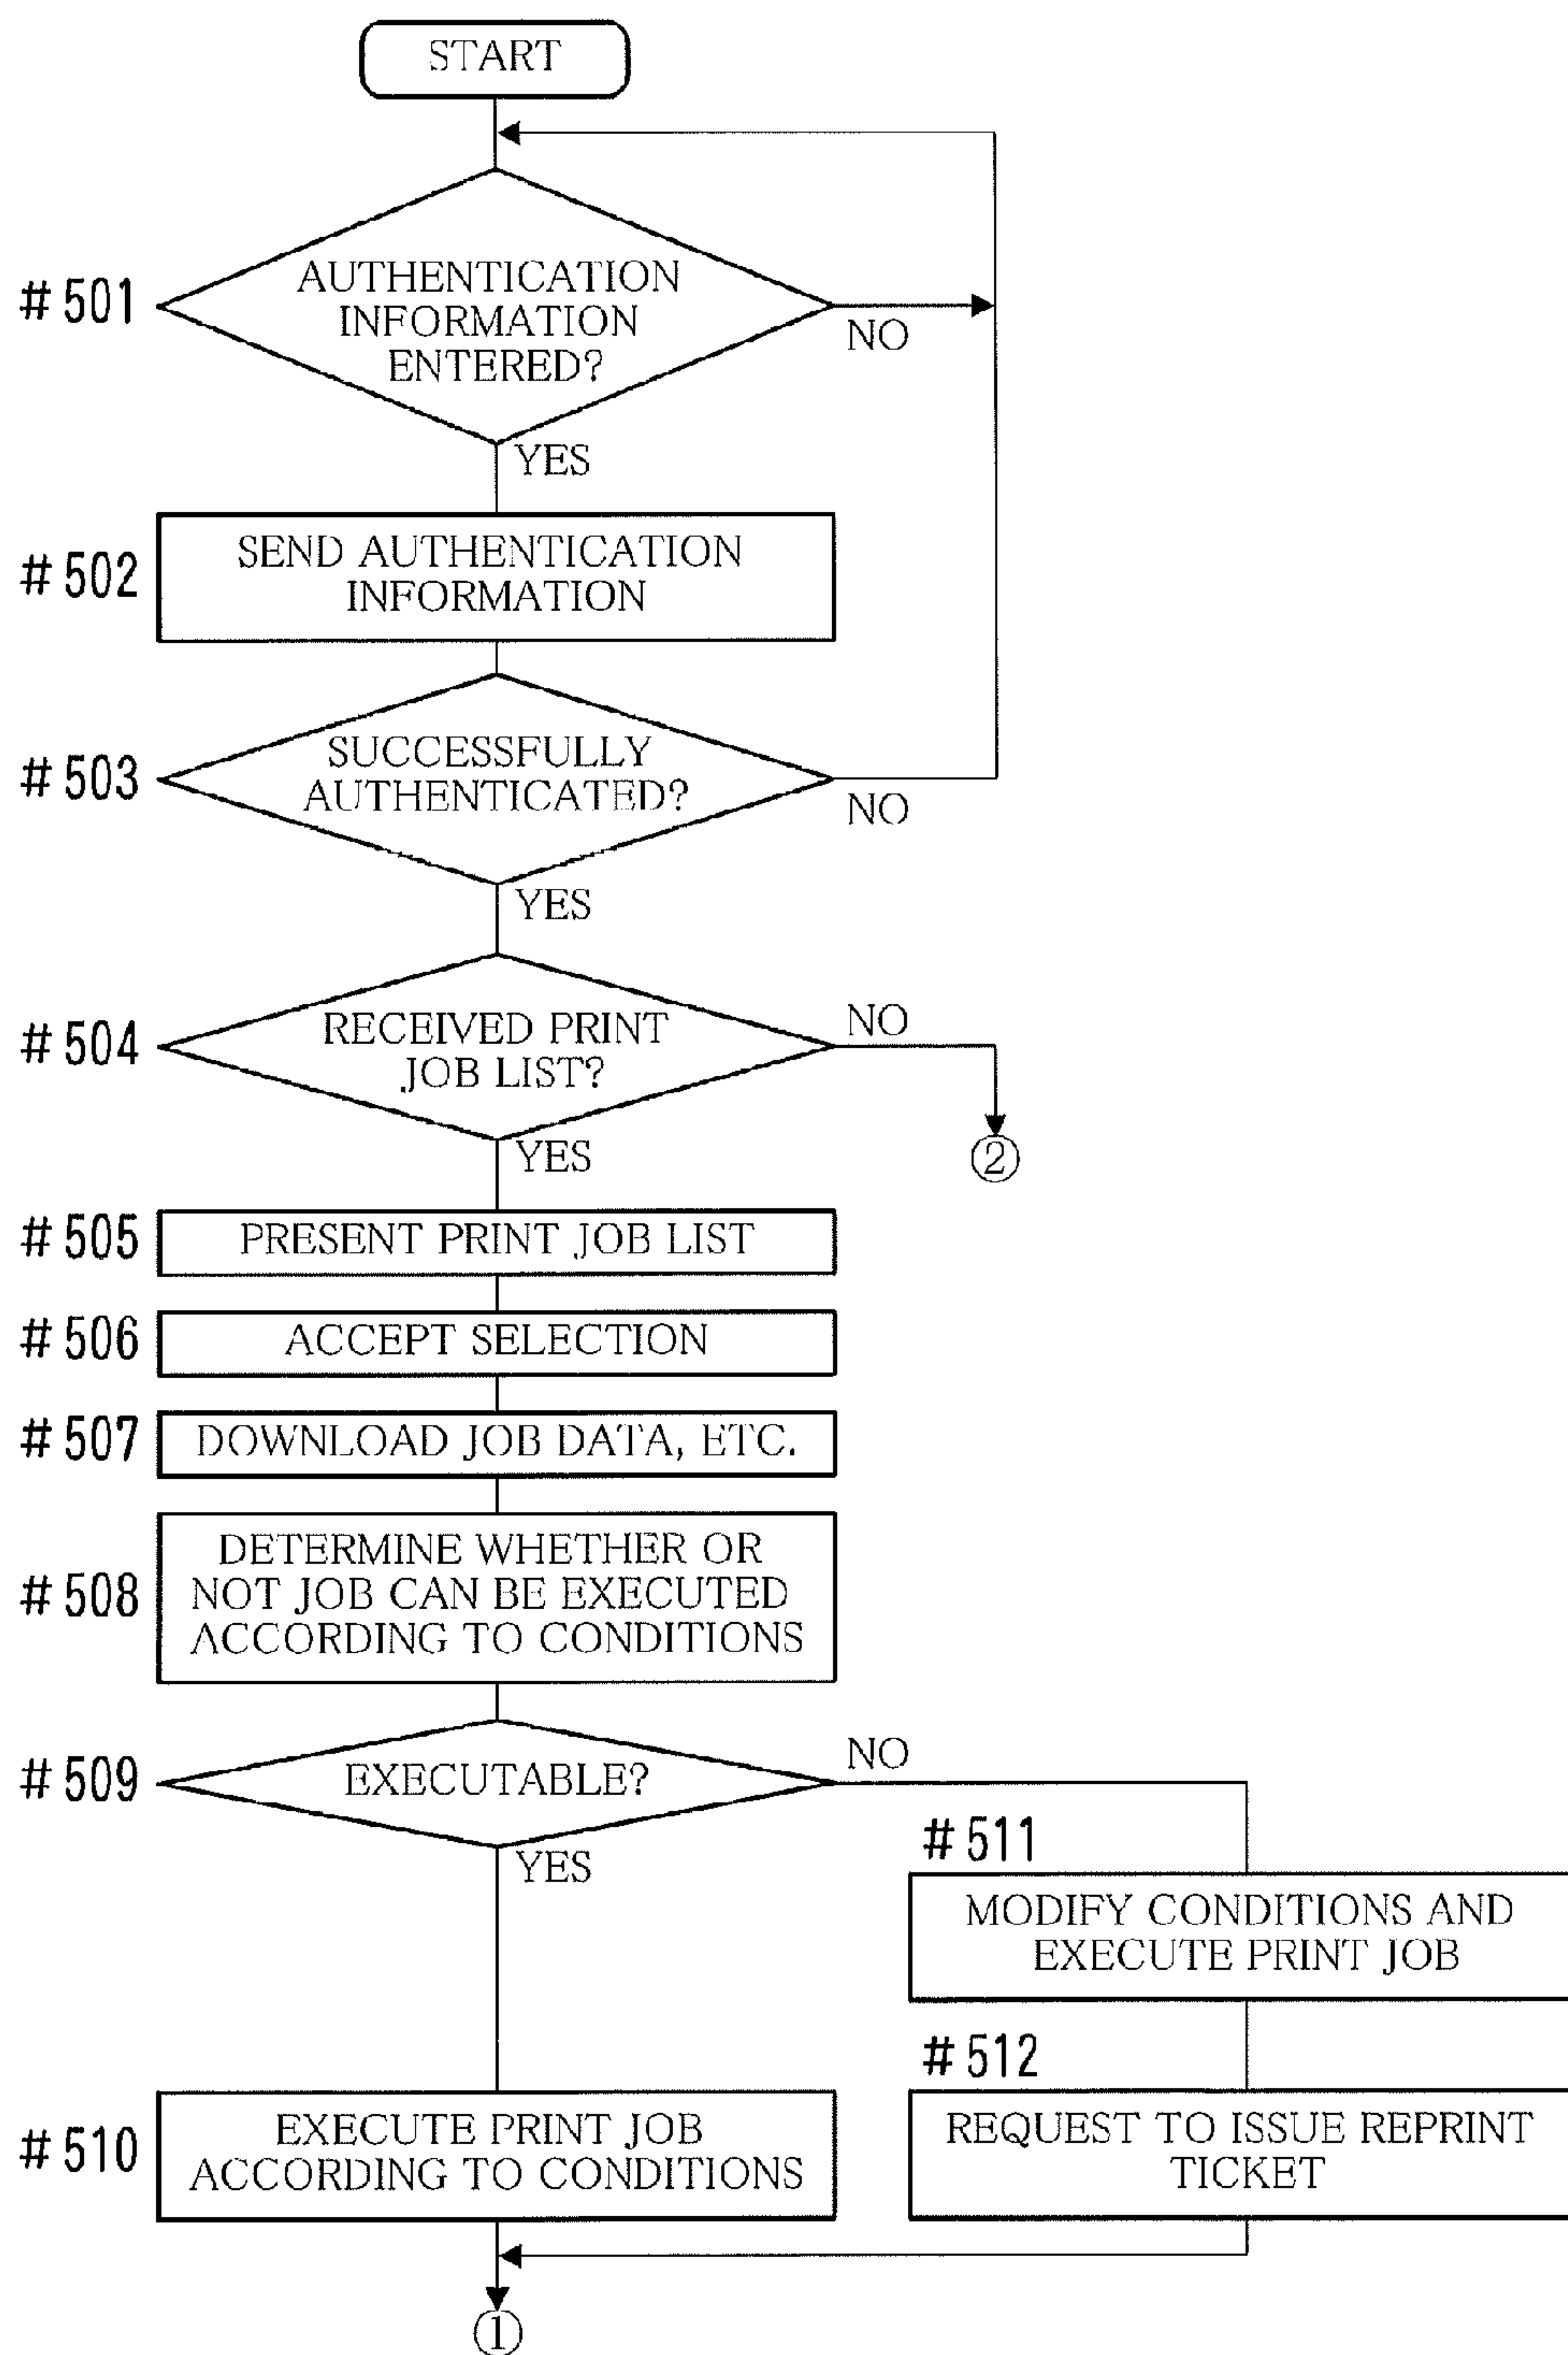 START
#501
AUTHENTICATION
INFORMATION
ENTERED?
NO
YES
#502
SEND AUTHENTICATION
INFORMATION
#503
SUCCESSFULLY
AUTHENTICATED?
NO
YES
#504
RECEIVED PRINT
JOB LIST?
NO
②
YES
#505
PRESENT PRINT JOB LIST
#506
ACCEPT SELECTION
#507
DOWNLOAD JOB DATA, ETC.
#508
DETERMINE WHETHER OR
NOT JOB CAN BE EXECUTED
ACCORDING TO CONDITIONS
#509
EXECUTABLE?
NO
YES
#511
MODIFY CONDITIONS AND
EXECUTE PRINT JOB
#512
REQUEST TO ISSUE REPRINT
TICKET
#510
EXECUTE PRINT JOB
ACCORDING TO CONDITIONS
①